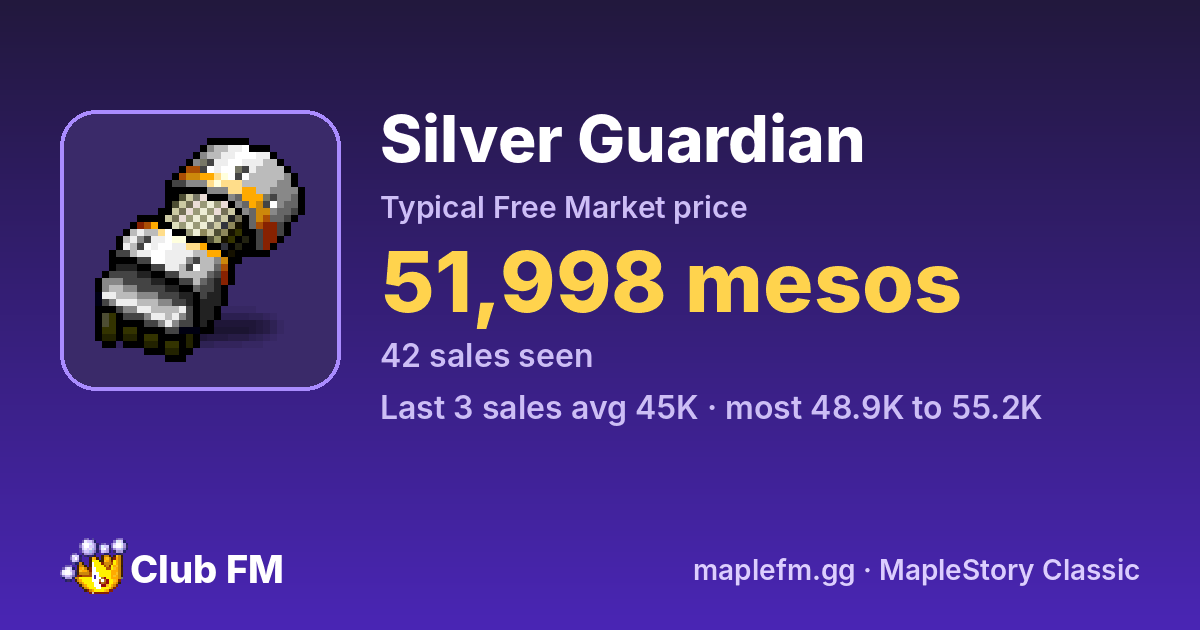 Silver Guardian
Typical Free Market price
51,998 mesos
42 sales seen
Last 3 sales avg 45K · most 48.9K to 55.2K
Club FM
maplefm.gg · MapleStory Classic